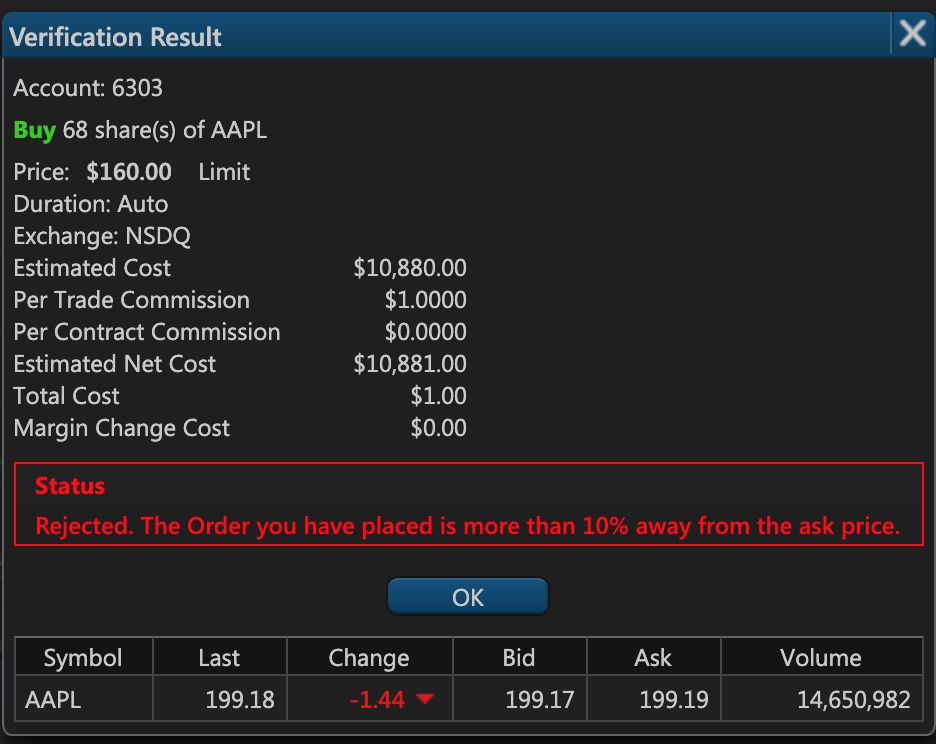 Verification Result
Account: 6303
Buy 68 share(s) of AAPL
Price: $160.00 Limit
Duration: Auto
Exchange: NSDQ
Estimated Cost $10,880.00
Per Trade Commission $1.0000
Per Contract Commission $0.0000
Estimated Net Cost $10,881.00
Total Cost $1.00
Margin Change Cost $0.00
Status
Rejected. The Order you have placed is more than 10% away from the ask price.
OK
Symbol Last Change Bid Ask Volume
AAPL 199.18 -1.44 199.17 199.19 14,650,982